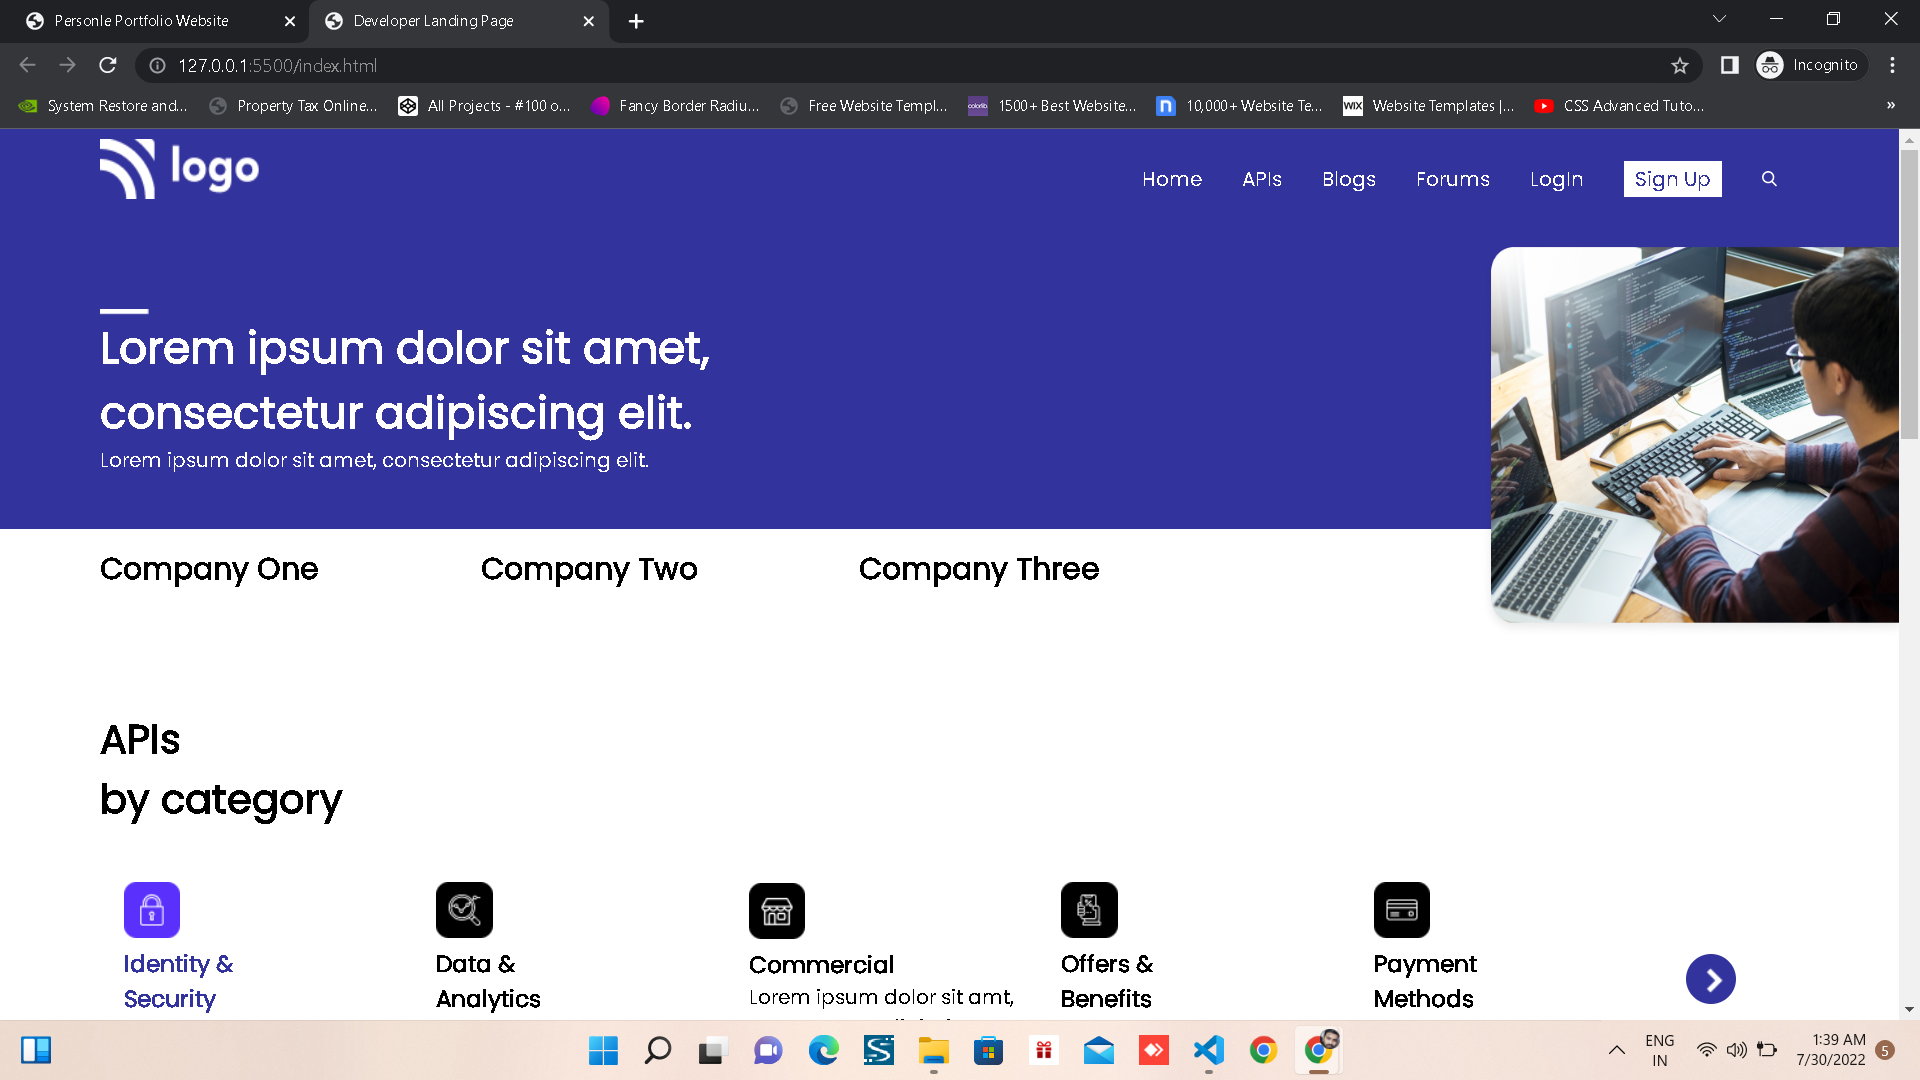 Personle Portfolio Website
Developer Landing Page
127.0.0.1:5500/index.html
Incognito
System Restore and...
Property Tax Online...
All Projects - #100 o...
Fancy Border Radiu...
Free Website Templ...
colorlib
1500+ Best Website...
n
10,000+ Website Te...
WIX
Website Templates |...
CSS Advanced Tuto...
»
logo
Home
APIs
Blogs
Forums
LogIn
Sign Up
Lorem ipsum dolor sit amet,
consectetur adipiscing elit.
Lorem ipsum dolor sit amet, consectetur adipiscing elit.
Company One
Company Two
Company Three
APIs
by category
Identity &
Security
Data &
Analytics
Commercial
Lorem ipsum dolor sit amt,
Offers &
Benefits
Payment
Methods
ENG
IN
1:39 AM
7/30/2022
5